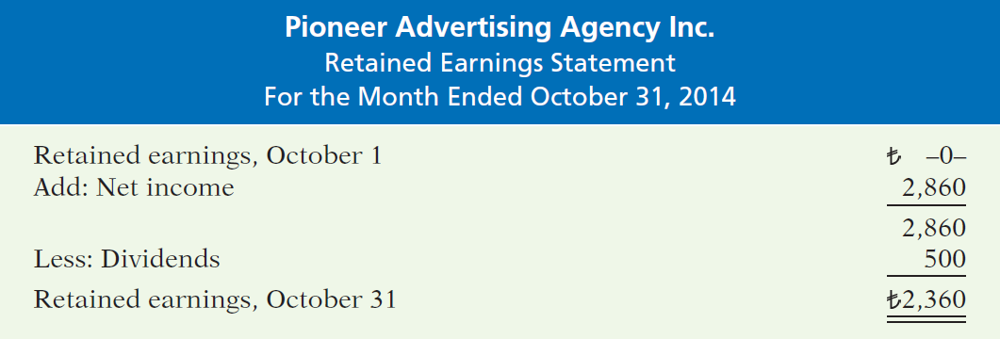 Pioneer Advertising Agency Inc.
Retained Earnings Statement
For the Month Ended October 31, 2014
Retained earnings, October 1 ₺ –0–
Add: Net income 2,860
2,860
Less: Dividends 500
Retained earnings, October 31 ₺2,360